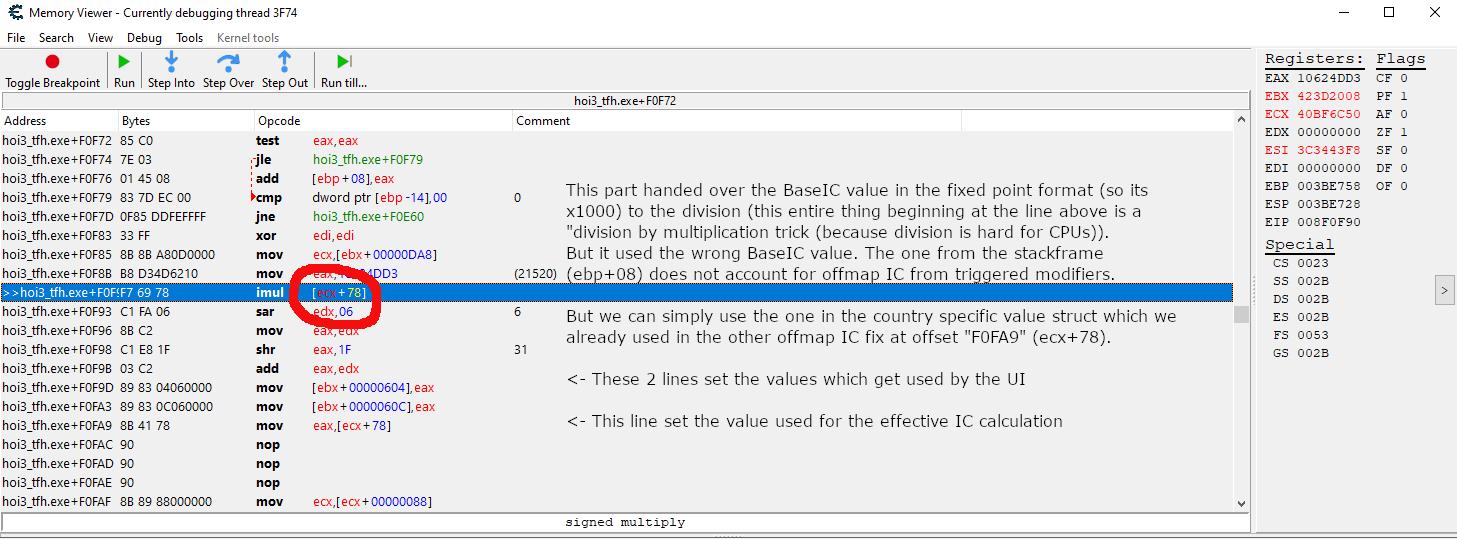 Memory Viewer - Currently debugging thread 3F74
File Search View Debug Tools Kernel tools
Toggle Breakpoint Run Step Into Step Over Step Out Run till...
hoi3_tfh.exe+F0F72
Address Bytes Opcode Comment
hoi3_tfh.exe+F0F72 85 C0 test eax,eax
hoi3_tfh.exe+F0F74 7E 03 jle hoi3_tfh.exe+F0F79
hoi3_tfh.exe+F0F76 01 45 08 add [ebp+08],eax
hoi3_tfh.exe+F0F79 83 7D EC 00 cmp dword ptr [ebp-14],00 0
hoi3_tfh.exe+F0F7D 0F85 DDFEFFFF jne hoi3_tfh.exe+F0E60
hoi3_tfh.exe+F0F83 33 FF xor edi,edi
hoi3_tfh.exe+F0F85 8B 8B A80D0000 mov ecx,[ebx+00000DA8]
hoi3_tfh.exe+F0F8B B8 D34D6210 mov eax,10624DD3 (21520)
>>hoi3_tfh.exe+F0F9 F7 69 78 imul [ecx+78]
hoi3_tfh.exe+F0F93 C1 FA 06 sar edx,06 6
hoi3_tfh.exe+F0F96 8B C2 mov eax,edx
hoi3_tfh.exe+F0F98 C1 E8 1F shr eax,1F 31
hoi3_tfh.exe+F0F9B 03 C2 add eax,edx
hoi3_tfh.exe+F0F9D 89 83 04060000 mov [ebx+00000604],eax
hoi3_tfh.exe+F0FA3 89 83 0C060000 mov [ebx+0000060C],eax
hoi3_tfh.exe+F0FA9 8B 41 78 mov eax,[ecx+78]
hoi3_tfh.exe+F0FAC 90 nop
hoi3_tfh.exe+F0FAD 90 nop
hoi3_tfh.exe+F0FAE 90 nop
hoi3_tfh.exe+F0FAF 8B 89 88000000 mov ecx,[ecx+00000088]
This part handed over the BaseIC value in the fixed point format (so its
x1000) to the division (this entire thing beginning at the line above is a
"division by multiplication trick (because division is hard for CPUs)).
But it used the wrong BaseIC value. The one from the stackframe
(ebp+08) does not account for offmap IC from triggered modifiers.
But we can simply use the one in the country specific value struct which we
already used in the other offmap IC fix at offset "F0FA9" (ecx+78).
<- These 2 lines set the values which get used by the UI
<- This line set the value used for the effective IC calculation
signed multiply
Registers: Flags
EAX 10624DD3 CF 0
EBX 423D2008 PF 1
ECX 40BF6C50 AF 0
EDX 00000000 ZF 1
ESI 3C3443F8 SF 0
EDI 00000000 DF 0
EBP 003BE758 OF 0
ESP 003BE728
EIP 008F0F90
Special
CS 0023
SS 002B
DS 002B
ES 002B
FS 0053
GS 002B
>